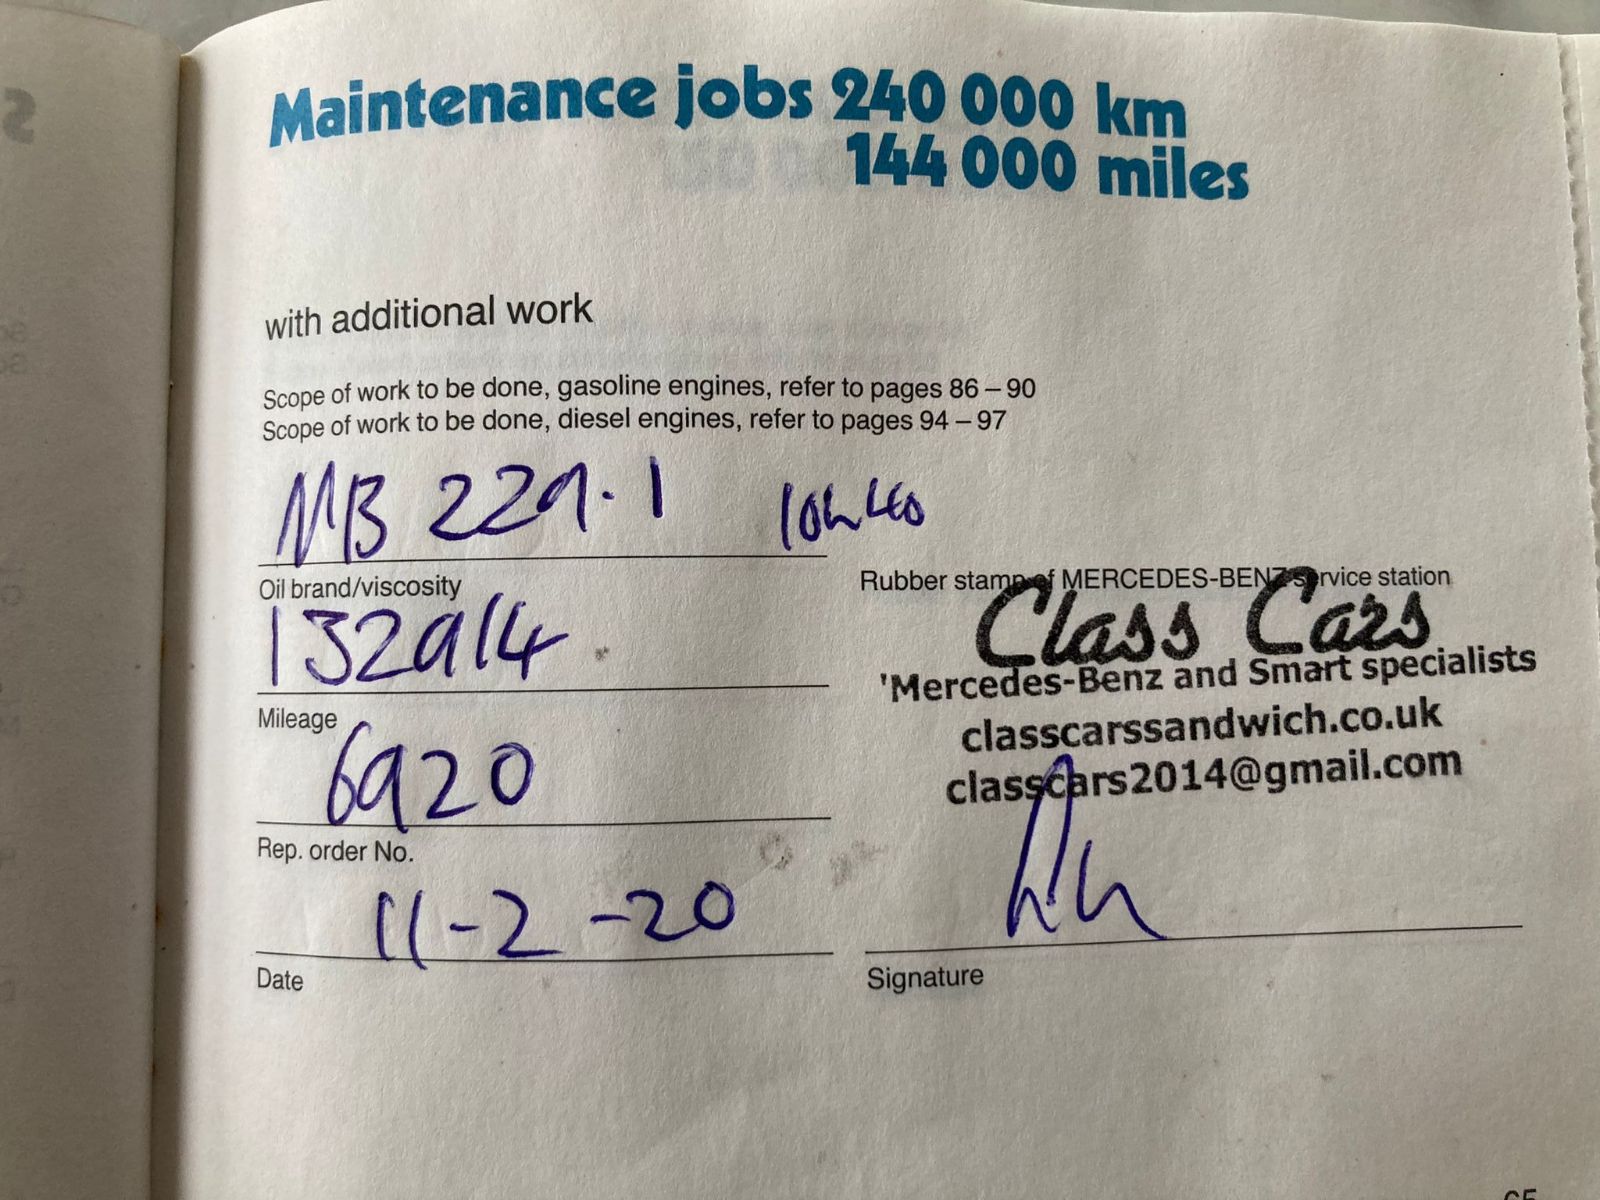 Maintenance jobs 240 000 km
144 000 miles
with additional work
Scope of work to be done, gasoline engines, refer to pages 86 – 90
Scope of work to be done, diesel engines, refer to pages 94 – 97
MB 229.1 10w40
Oil brand/viscosity
132914
Mileage
6920
Rep. order No.
11-2-20
Date
Rubber stamp of MERCEDES-BENZ service station
Class Cars
'Mercedes-Benz and Smart specialists
classcarssandwich.co.uk
classcars2014@gmail.com
Signature